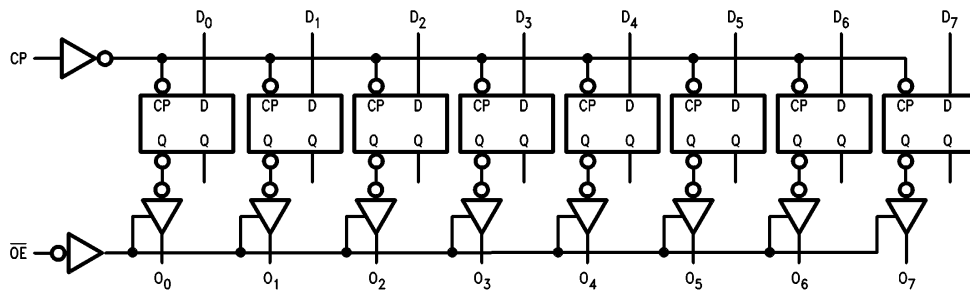 D0 D1 D2 D3 D4 D5 D6 D7
CP
CP D CP D CP D CP D CP D CP D CP D CP D
Q Q Q Q Q Q Q Q Q Q Q Q Q Q Q Q
O̅E̅
O0 O1 O2 O3 O4 O5 O6 O7